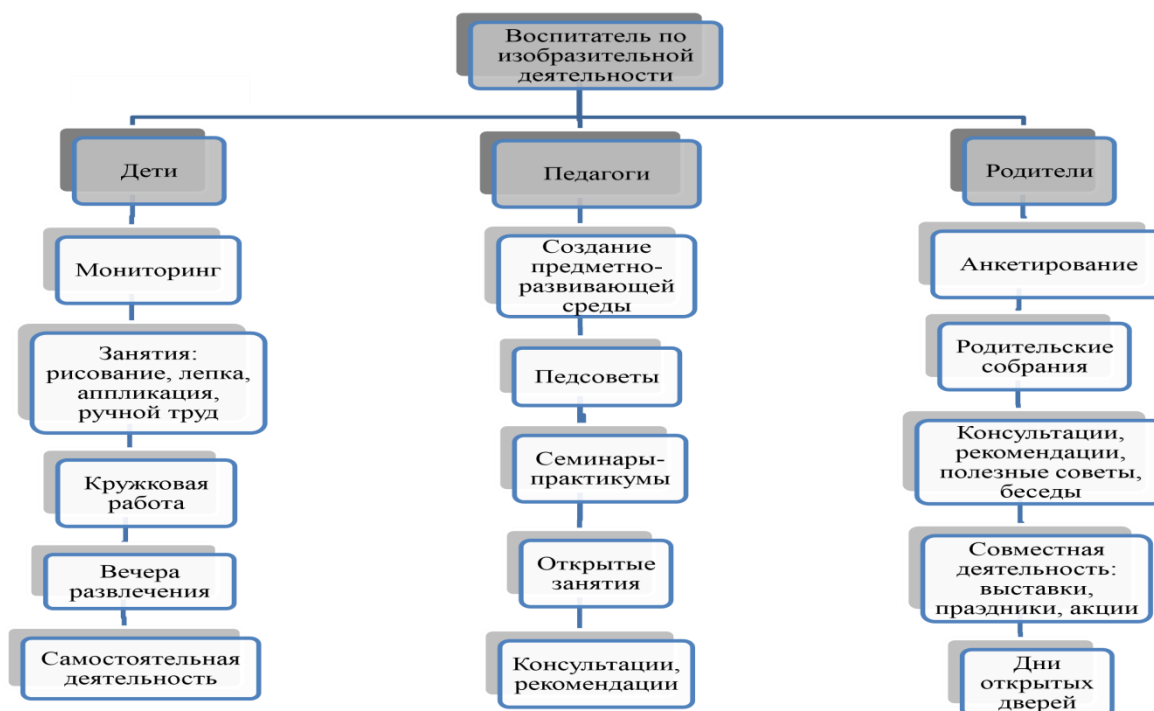 Воспитатель по
изобразительной
деятельности
Дети
Мониторинг
Занятия:
рисование, лепка,
аппликация,
ручной труд
Кружковая
работа
Вечера
развлечения
Самостоятельная
деятельность
Педагоги
Создание
предметно-
развивающей
среды
Педсоветы
Семинары-
практикумы
Открытые
занятия
Консультации,
рекомендации
Родители
Анкетирование
Родительские
собрания
Консультации,
рекомендации,
полезные советы,
беседы
Совместная
деятельность:
выставки,
праздники, акции
Дни
открытых
дверей